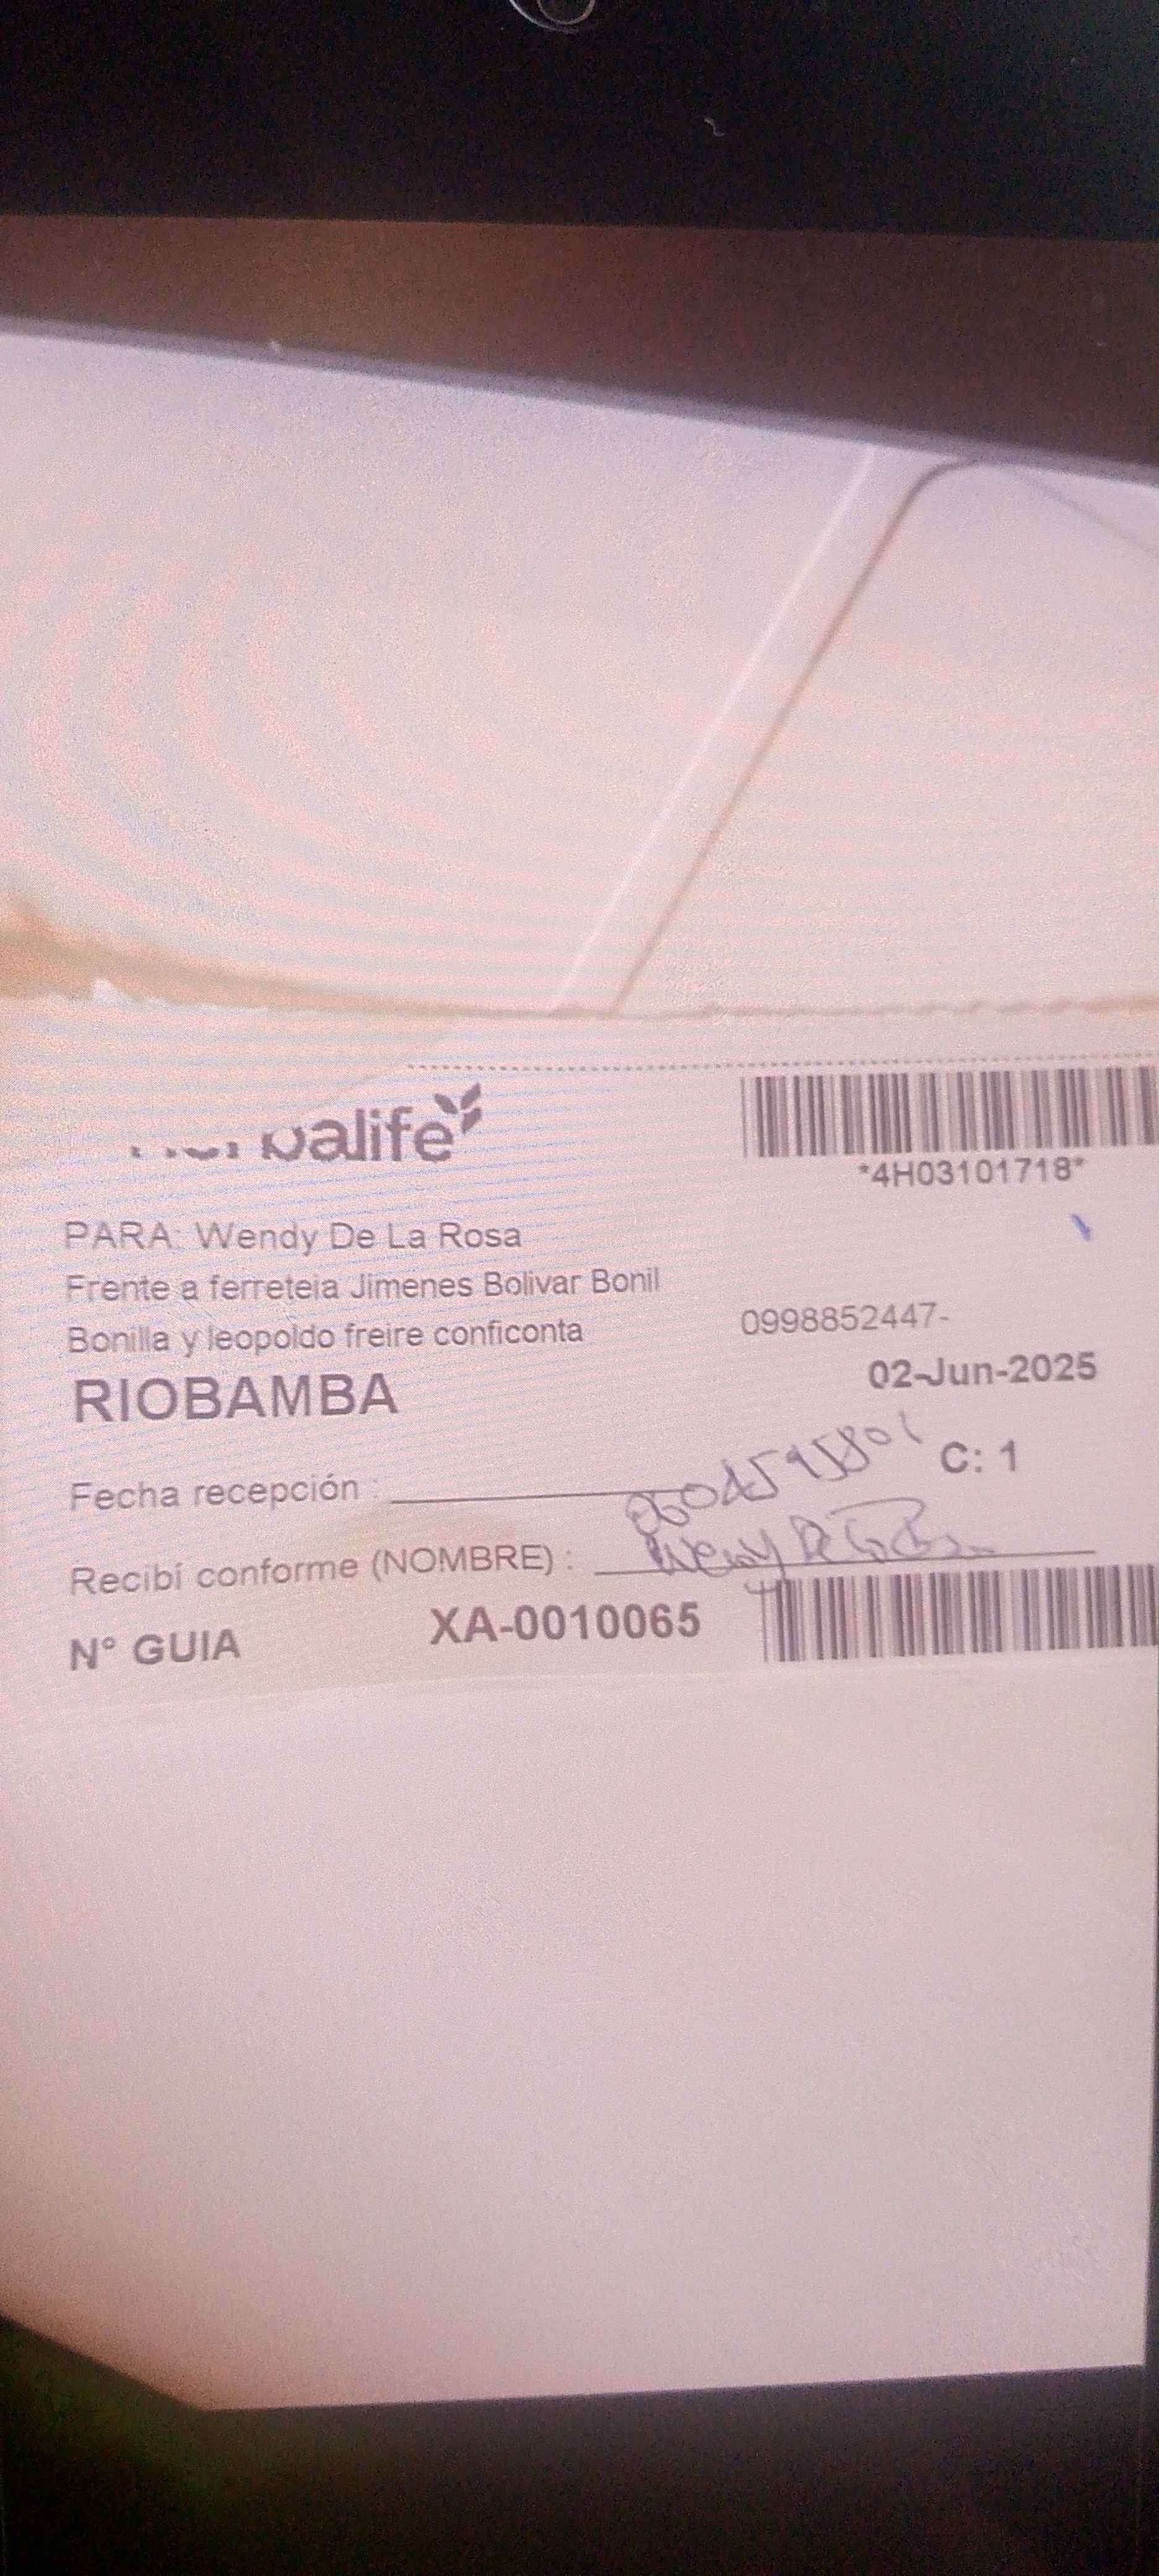 *4H03101718*
PARA: Wendy De La Rosa
Frente a ferreteia Jimenes Bolivar Bonil
Bonilla y leopoldo freire conficonta
0998852447-
RIOBAMBA
02-Jun-2025
C: 1
Fecha recepción :
Recibí conforme (NOMBRE) :
Nº GUIA XA-0010065